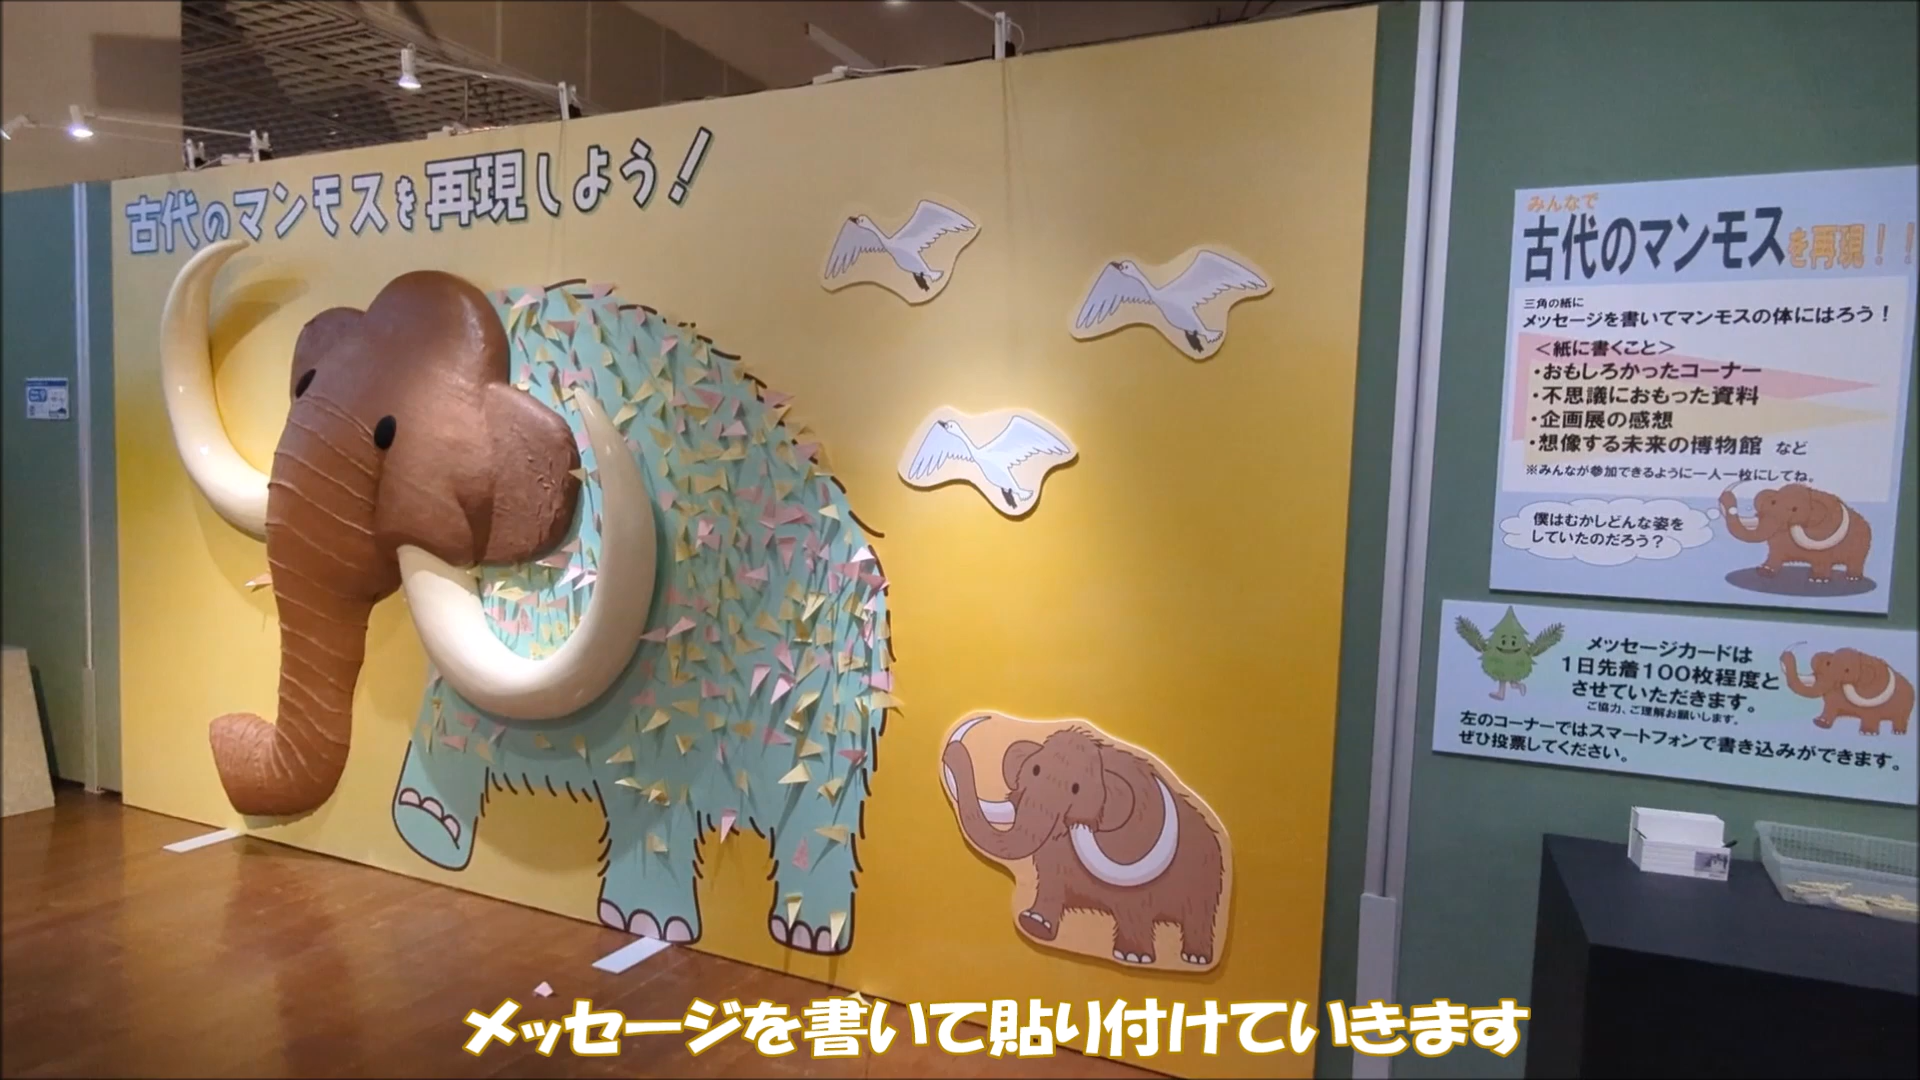 古代のマンモスを再現しよう！
みんなで
古代のマンモスを再現！！
三角の紙に
メッセージを書いてマンモスの体にはろう！
＜紙に書くこと＞
・おもしろかったコーナー
・不思議におもった資料
・企画展の感想
・想像する未来の博物館 など
※みんなが参加できるように一人一枚にしてね。
僕はむかしどんな姿を
していたのだろう？
メッセージカードは
1日先着100枚程度と
させていただきます。
ご協力、ご理解お願いします。
左のコーナーではスマートフォンで書き込みができます。
ぜひ投票してください。
メッセージを書いて貼り付けていきます